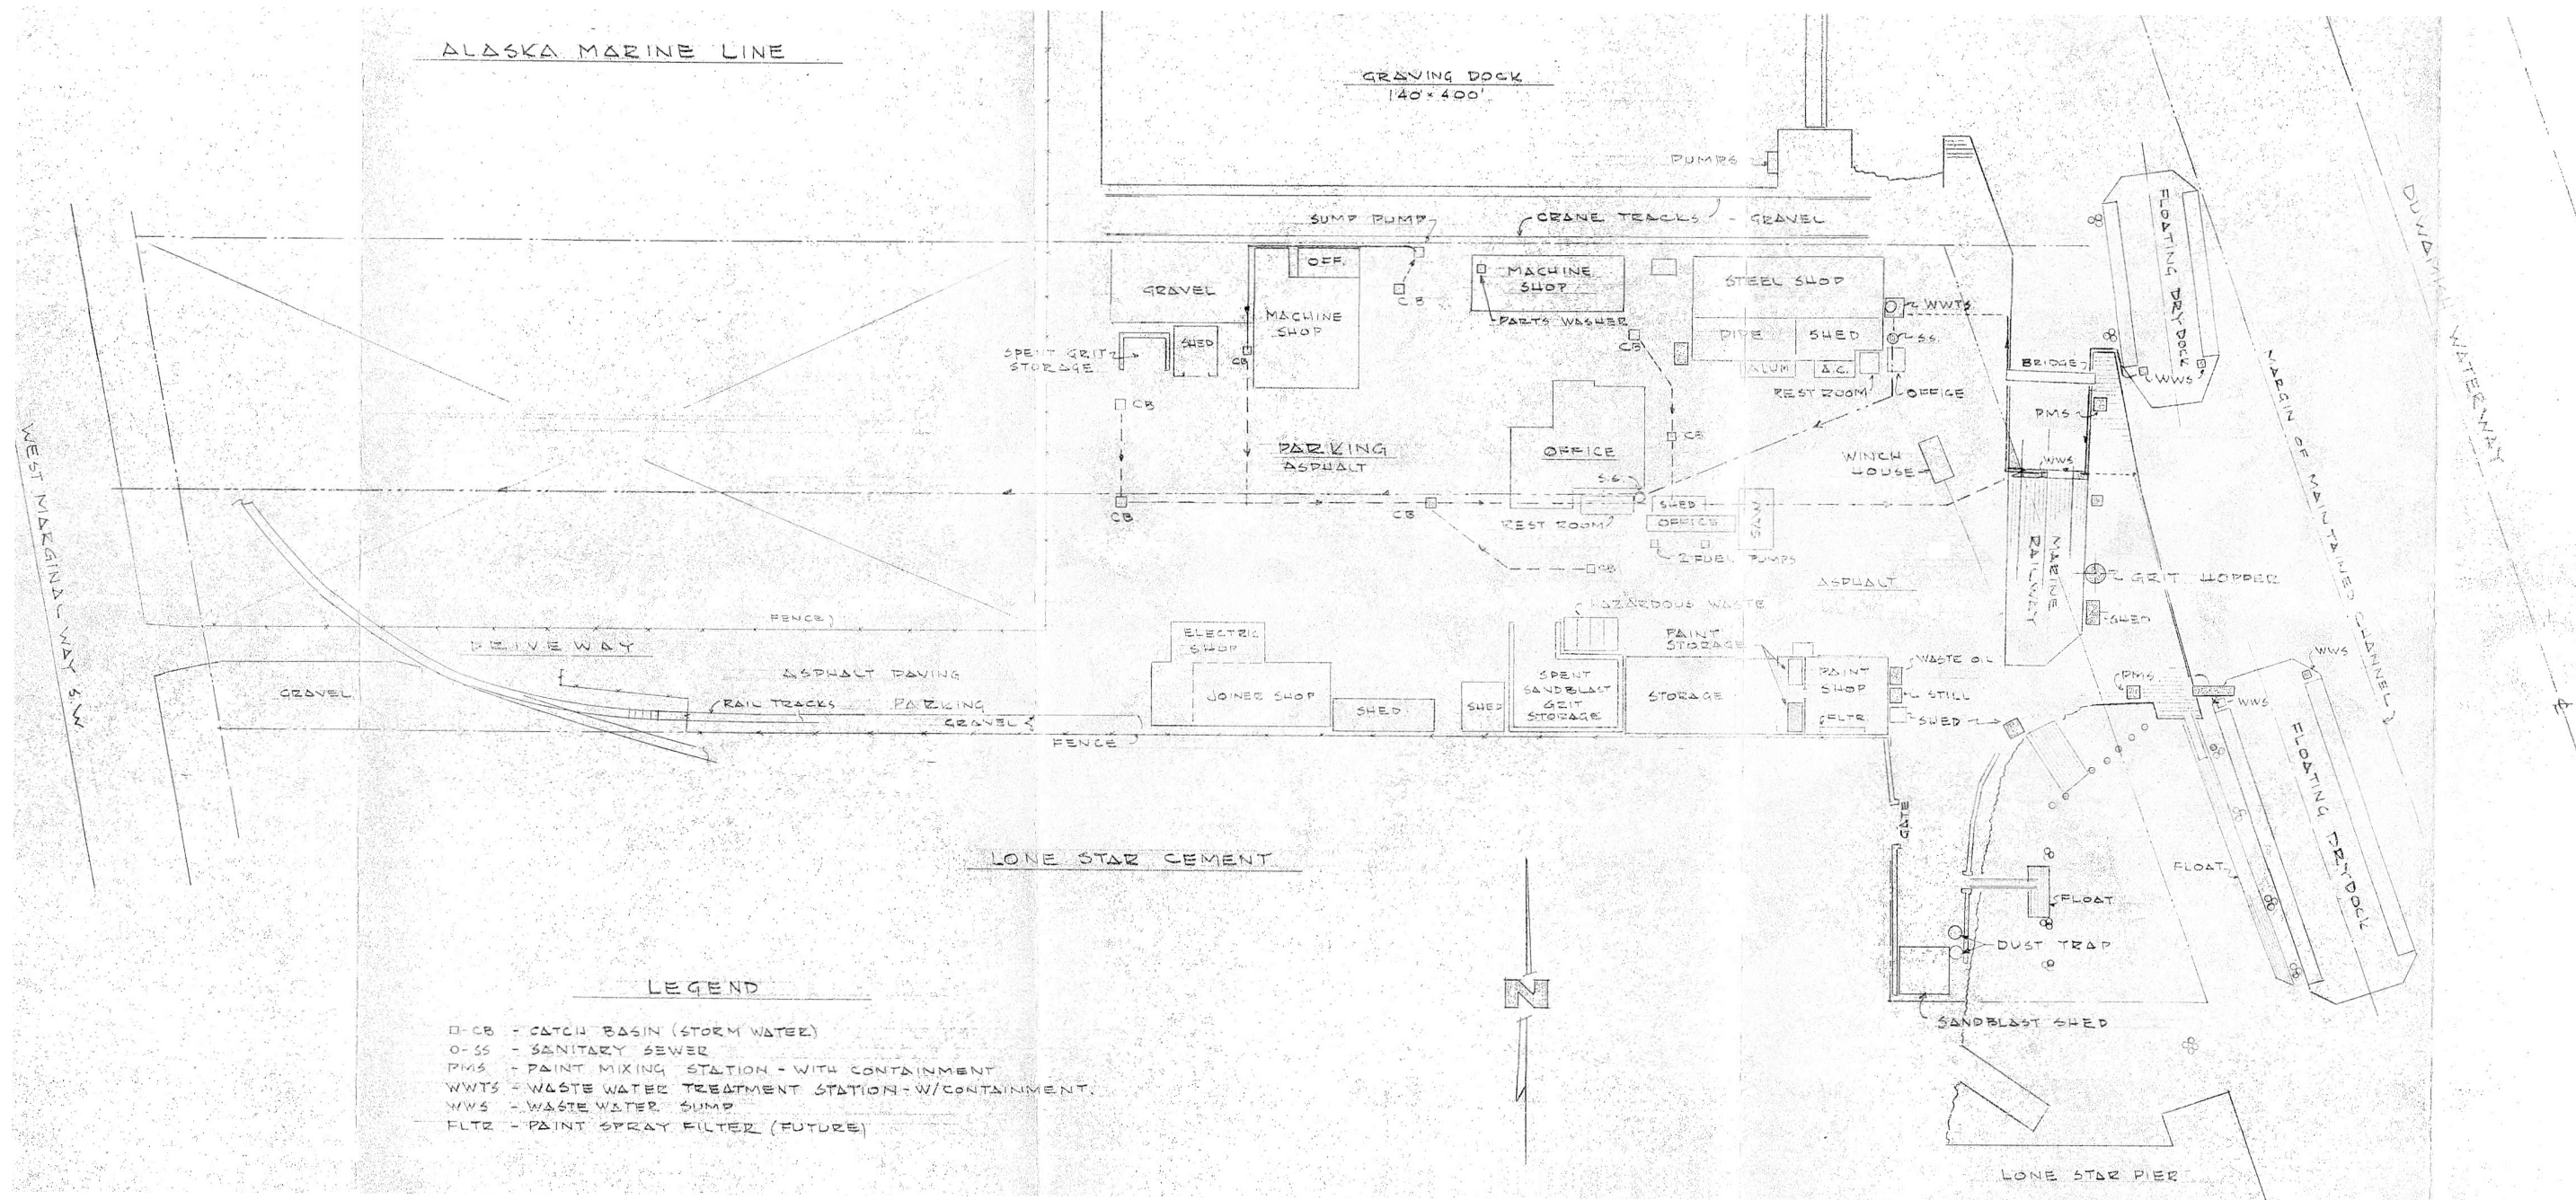 ALASKA MARINE LINE
GRAVING DOCK
140' × 400'
PUMPS
SUMP PUMP
CRANE TRACKS - GRAVEL
FLOATING DRYDOCK
WATERWAY
MARGIN OF MAINTAINED CHANNEL
OFF.
GRAVEL
MACHINE
SHOP
CB
MACHINE
SHOP
PARTS WASHER
CB
STEEL SHOP
WWTS
PIPE
SHED
SS
ALUM
A.C.
REST ROOM
OFFICE
SPENT GRIT
STORAGE
SHED
CB
BRIDGE
WWS
PMS
CB
PARKING
ASPHALT
OFFICE
CB
WINCH
HOUSE
WWS
WEST MARGINAL WAY S.W.
CB
CB
S.S.
REST ROOM
SHED
OFFICE
2 FUEL PUMPS
CB
ASPHALT
MARINE
RAILWAY
GRIT HOPPER
SHED
HAZARDOUS WASTE
FENCE
DRIVEWAY
ASPHALT PAVING
GRAVEL
RAIL TRACKS
PARKING
GRAVEL
FENCE
ELECTRIC
SHOP
JOINER SHOP
SHED
SHED
SPENT
SANDBLAST
GRIT
STORAGE
STORAGE
PAINT
STORAGE
PAINT
SHOP
FLTR
WASTE OIL
STILL
SHED
PMS
WWS
WWS
FLOATING DRYDOCK
GATE
LONE STAR CEMENT
FLOAT
FLOAT
DUST TRAP
SANDBLAST SHED
N
LEGEND
□-CB - CATCH BASIN (STORM WATER)
O-SS - SANITARY SEWER
PMS - PAINT MIXING STATION - WITH CONTAINMENT
WWTS - WASTE WATER TREATMENT STATION - W/CONTAINMENT.
WWS - WASTE WATER SUMP
FLTR - PAINT SPRAY FILTER (FUTURE)
LONE STAR PIER